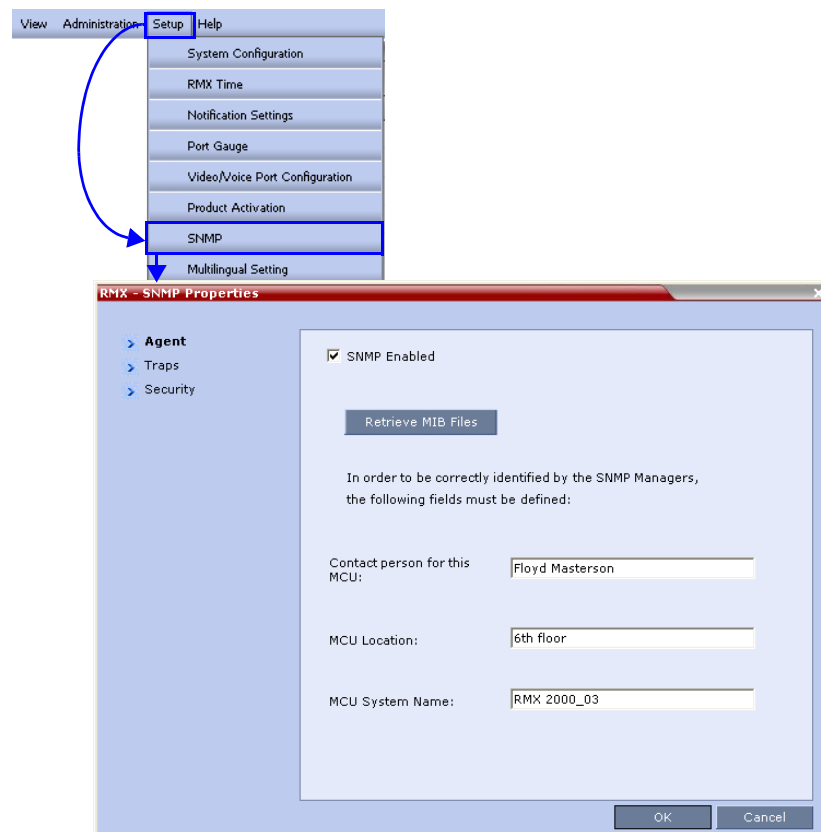 View Administration Setup Help
System Configuration
RMX Time
Notification Settings
Port Gauge
Video/Voice Port Configuration
Product Activation
SNMP
Multilingual Setting
RMX - SNMP Properties
Agent
Traps
Security
SNMP Enabled
Retrieve MIB Files
In order to be correctly identified by the SNMP Managers,
the following fields must be defined:
Contact person for this
MCU:
Floyd Masterson
MCU Location:
6th floor
MCU System Name:
RMX 2000_03
OK Cancel